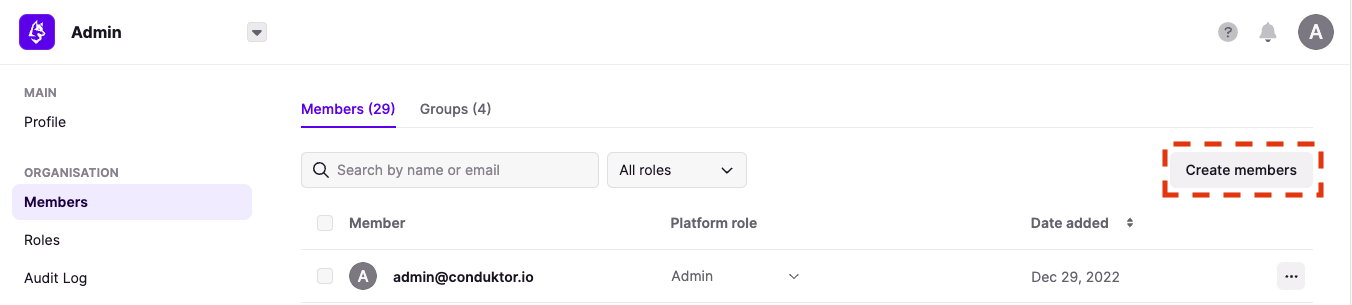 Admin
?
A
MAIN
Profile
ORGANISATION
Members
Roles
Audit Log
Members (29) Groups (4)
Search by name or email
All roles
Create members
Member Platform role Date added
A admin@conduktor.io Admin Dec 29, 2022 ...